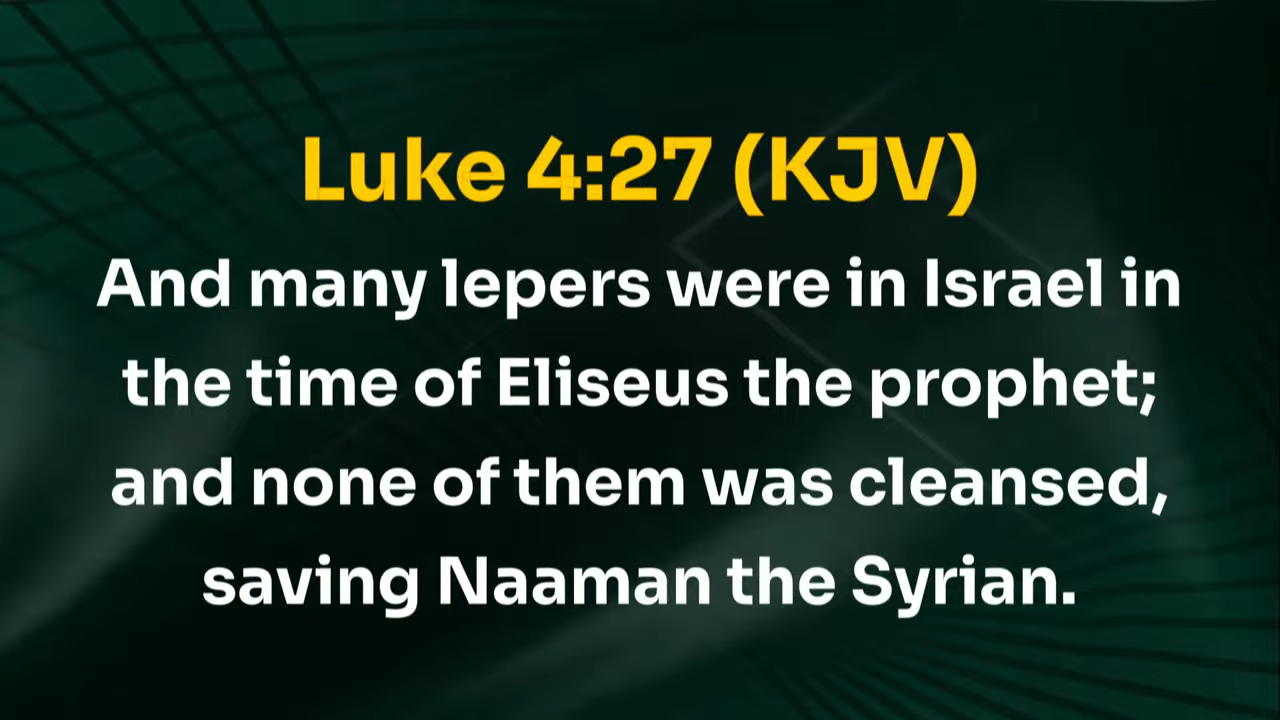 Luke 4:27 (KJV)
And many lepers were in Israel in
the time of Eliseus the prophet;
and none of them was cleansed,
saving Naaman the Syrian.